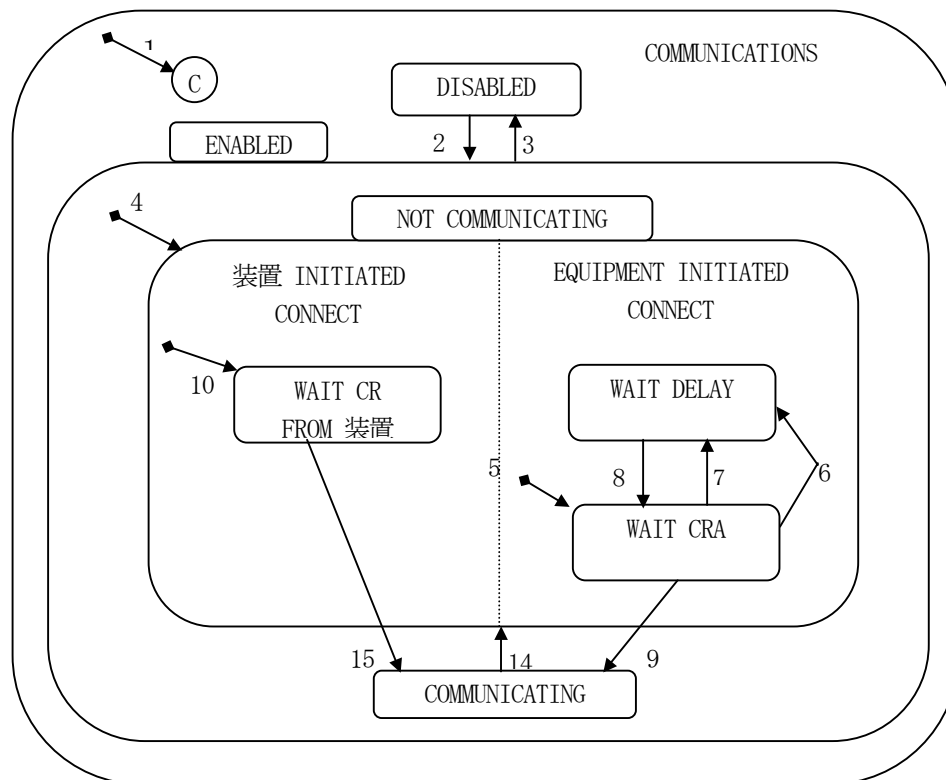 1
COMMUNICATIONS
C
DISABLED
ENABLED
2
3
4
NOT COMMUNICATING
装置 INITIATED
CONNECT
EQUIPMENT INITIATED
CONNECT
10
WAIT CR
FROM 装置
WAIT DELAY
5
8
7
6
WAIT CRA
15
14
9
COMMUNICATING